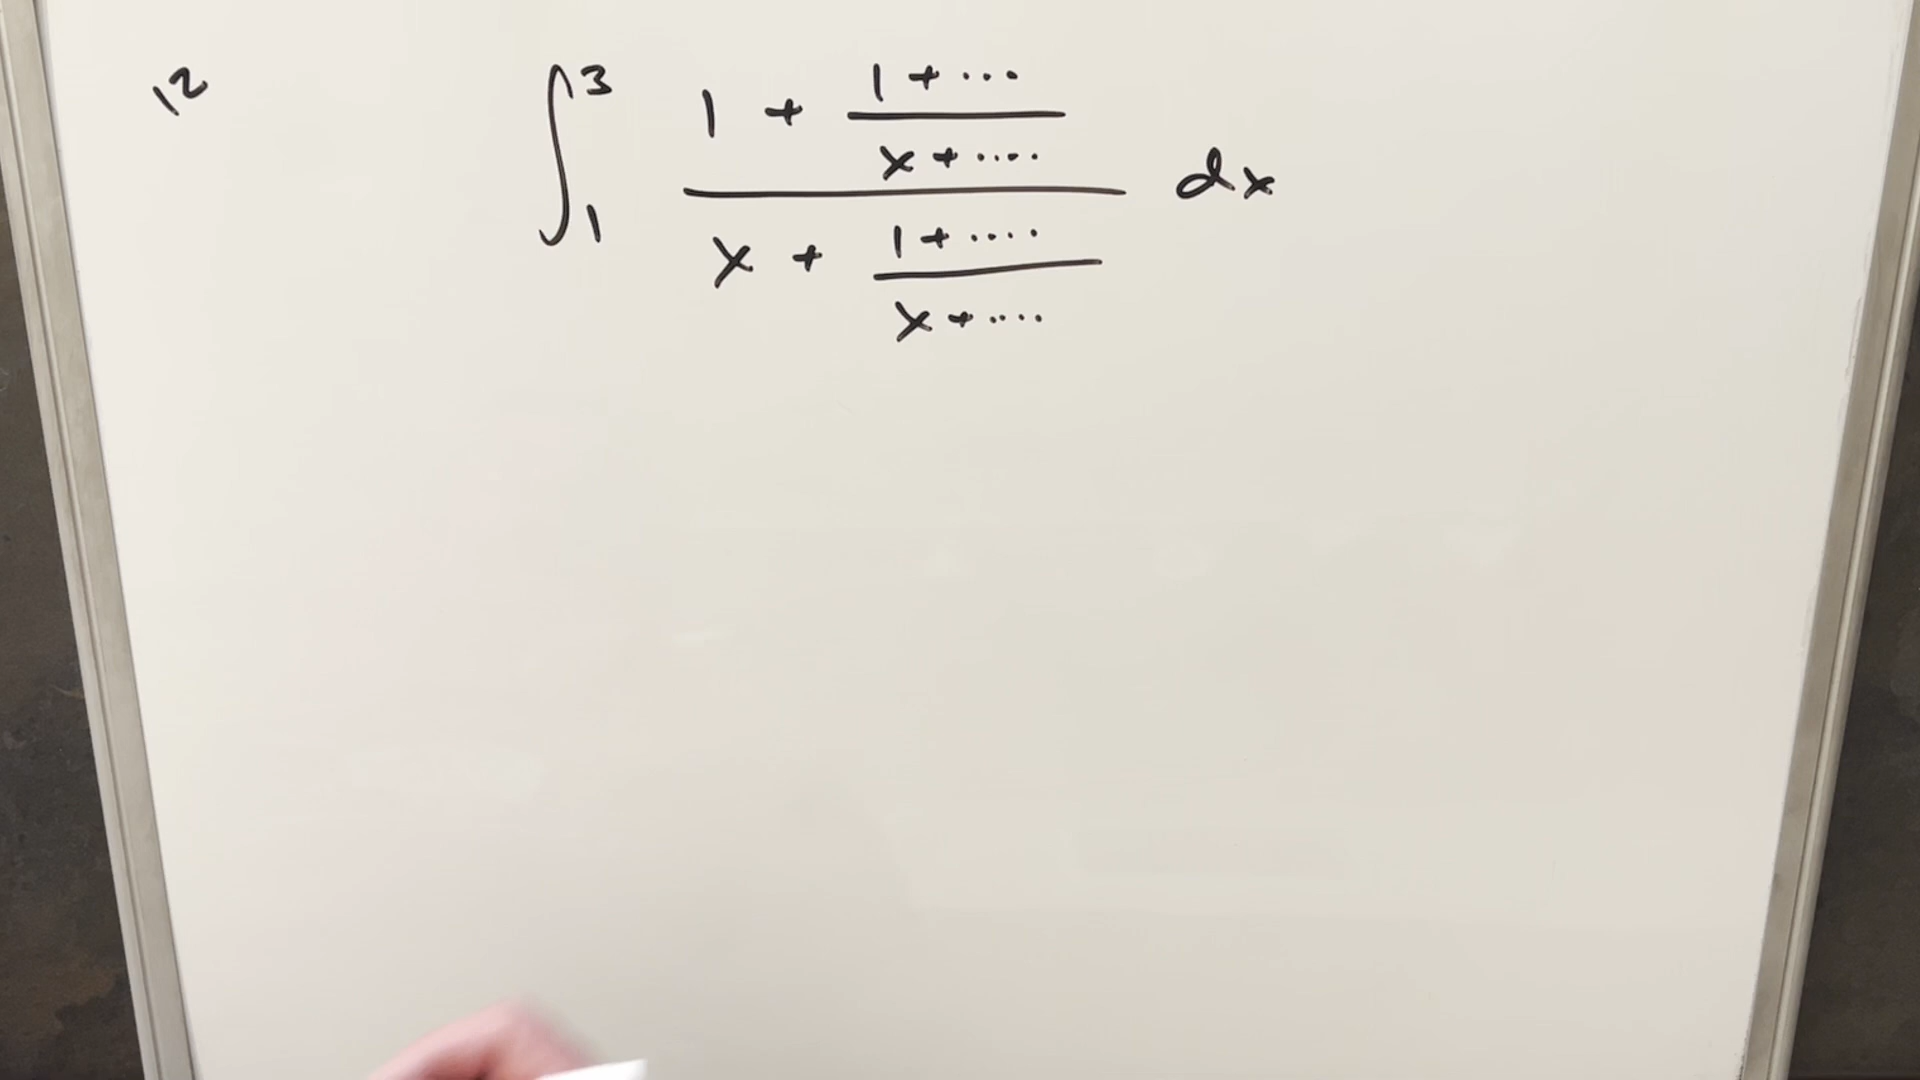 12
∫₁³ (1 + (1 + ...)/(x + ....))/(x + (1 + ....)/(x + ....)) dx